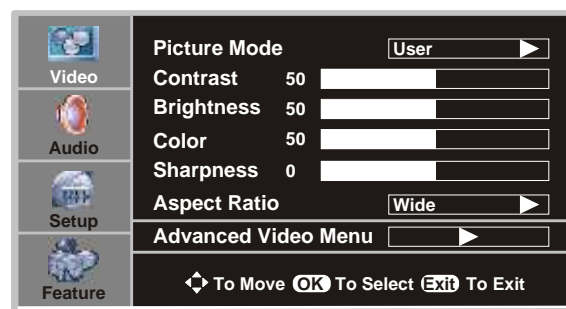 Video
Audio
Setup
Feature
Picture Mode User
Contrast 50
Brightness 50
Color 50
Sharpness 0
Aspect Ratio Wide
Advanced Video Menu
To Move OK To Select Exit To Exit